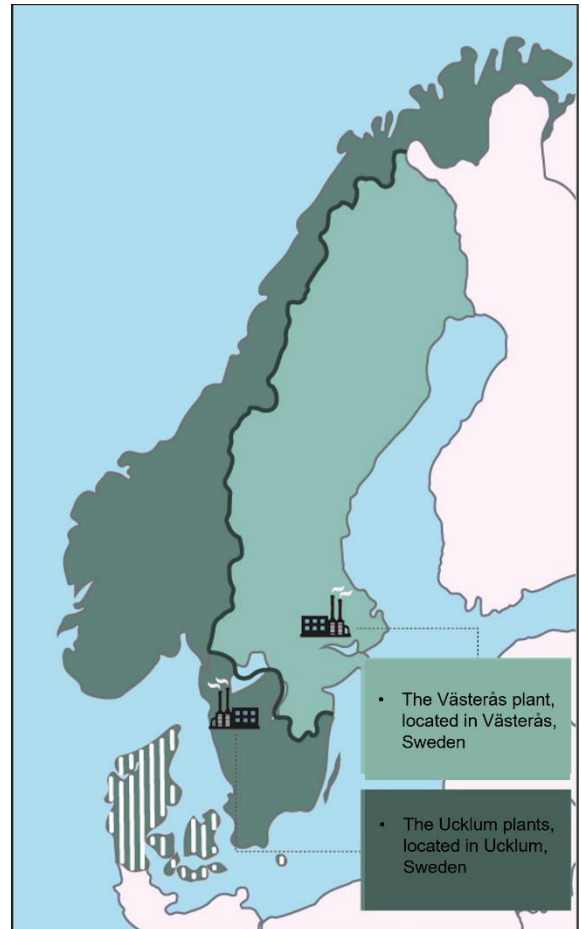 • The Västerås plant,
located in Västerås,
Sweden
• The Ucklum plants,
located in Ucklum,
Sweden